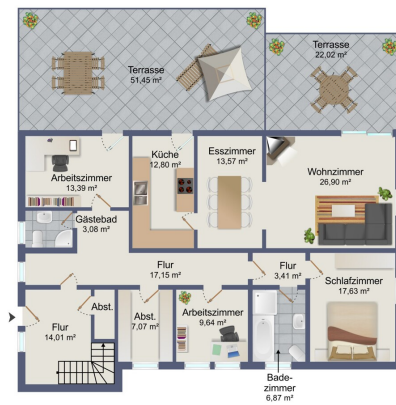 Terrasse
51,45 m²
Terrasse
22,02 m²
Arbeitszimmer
13,39 m²
Küche
12,80 m²
Esszimmer
13,57 m²
Wohnzimmer
26,90 m²
Gästebad
3,08 m²
Flur
17,15 m²
Flur
3,41 m²
Schlafzimmer
17,63 m²
Flur
14,01 m²
Abst.
Abst.
7,07 m²
Arbeitszimmer
9,64 m²
Bade-
zimmer
6,87 m²